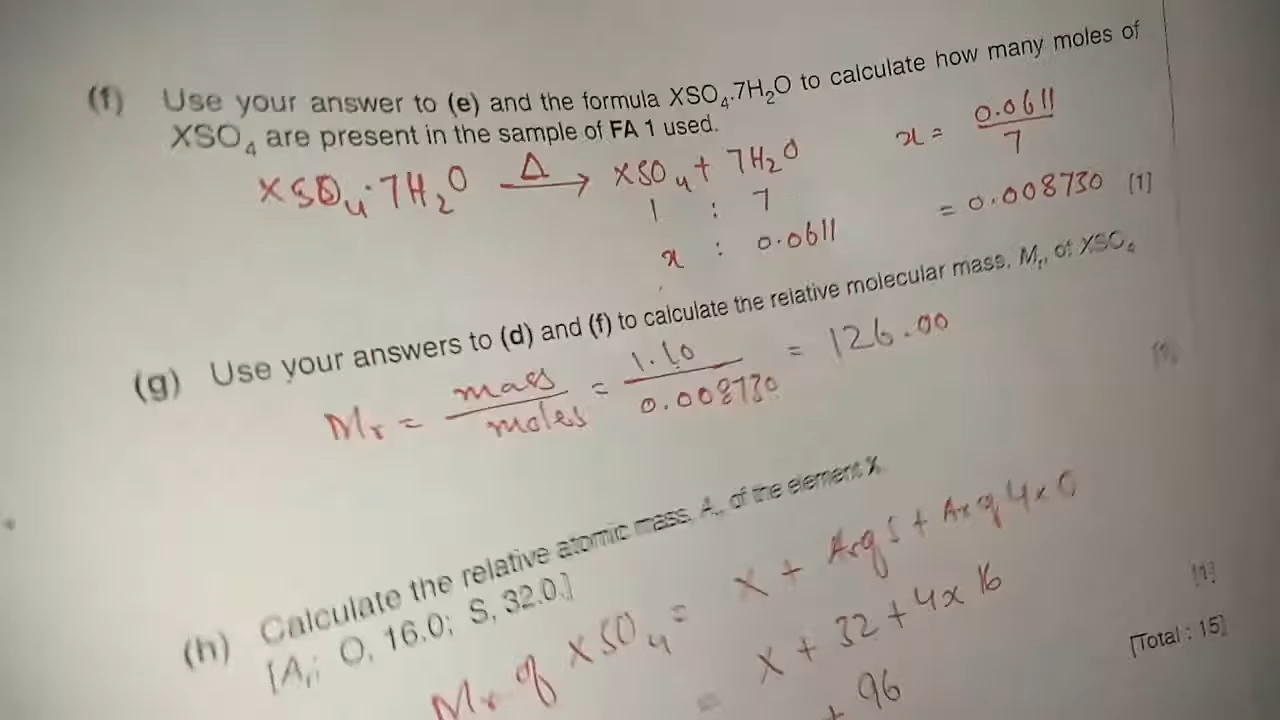 (f) Use your answer to (e) and the formula XSO₄.7H₂O to calculate how many moles of
XSO₄ are present in the sample of FA 1 used.
XSO₄·7H₂O —Δ→ XSO₄ + 7H₂O
1 : 7
x : 0.0611
x = 0.0611/7
= 0.008730 [1]
(g) Use your answers to (d) and (f) to calculate the relative molecular mass, Mᵣ, of XSO₄
Mr = mass/moles = 1.10/0.008730 = 126.00
[1]
(h) Calculate the relative atomic mass, Aᵣ, of the element X.
[Aᵣ; O, 16.0; S, 32.0.]
Mr of XSO₄ = X + Ar of S + Ar of 4×O
= X + 32 + 4×16
[1]
+ 96
[Total : 15]